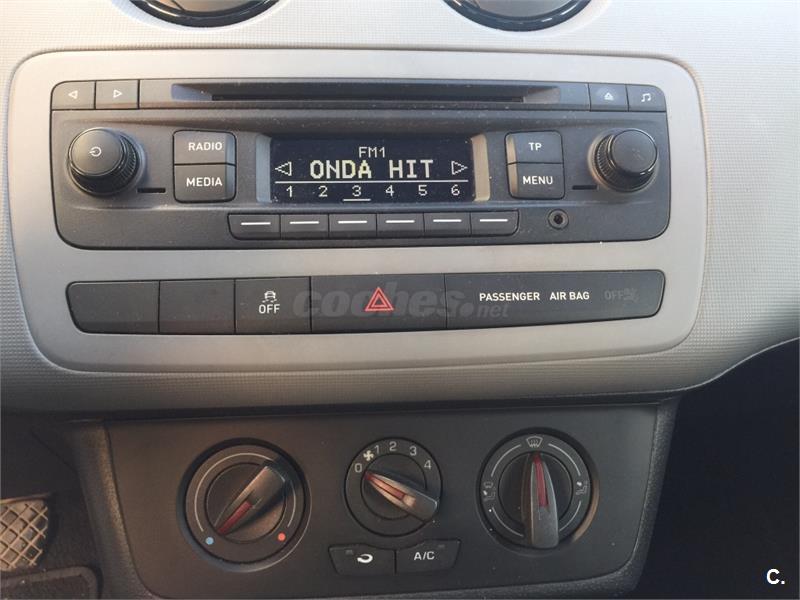 FM1
RADIO
ONDA HIT
TP
MEDIA
1 2 3 4 5 6
MENU
OFF
coches.net
PASSENGER AIR BAG OFF
0 1 2 3 4
A/C
C.